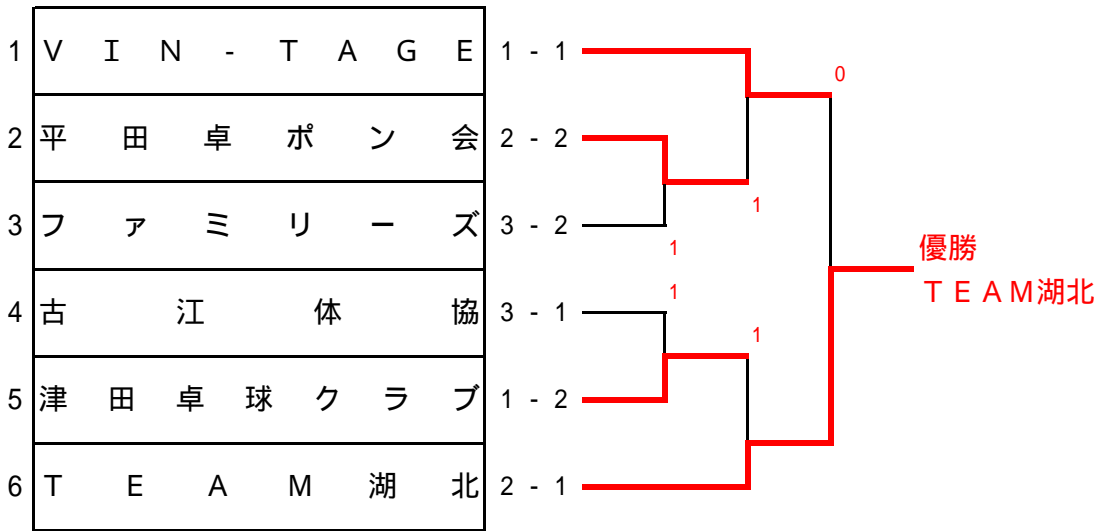 1 ＶＩＮ‐ＴＡＧＥ 1 - 1
0
2 平田卓ポン会 2 - 2
1
3 ファミリーズ 3 - 2
1
優勝
ＴＥＡＭ湖北
1
4 古江体協 3 - 1
1
5 津田卓球クラブ 1 - 2
6 ＴＥＡＭ湖北 2 - 1